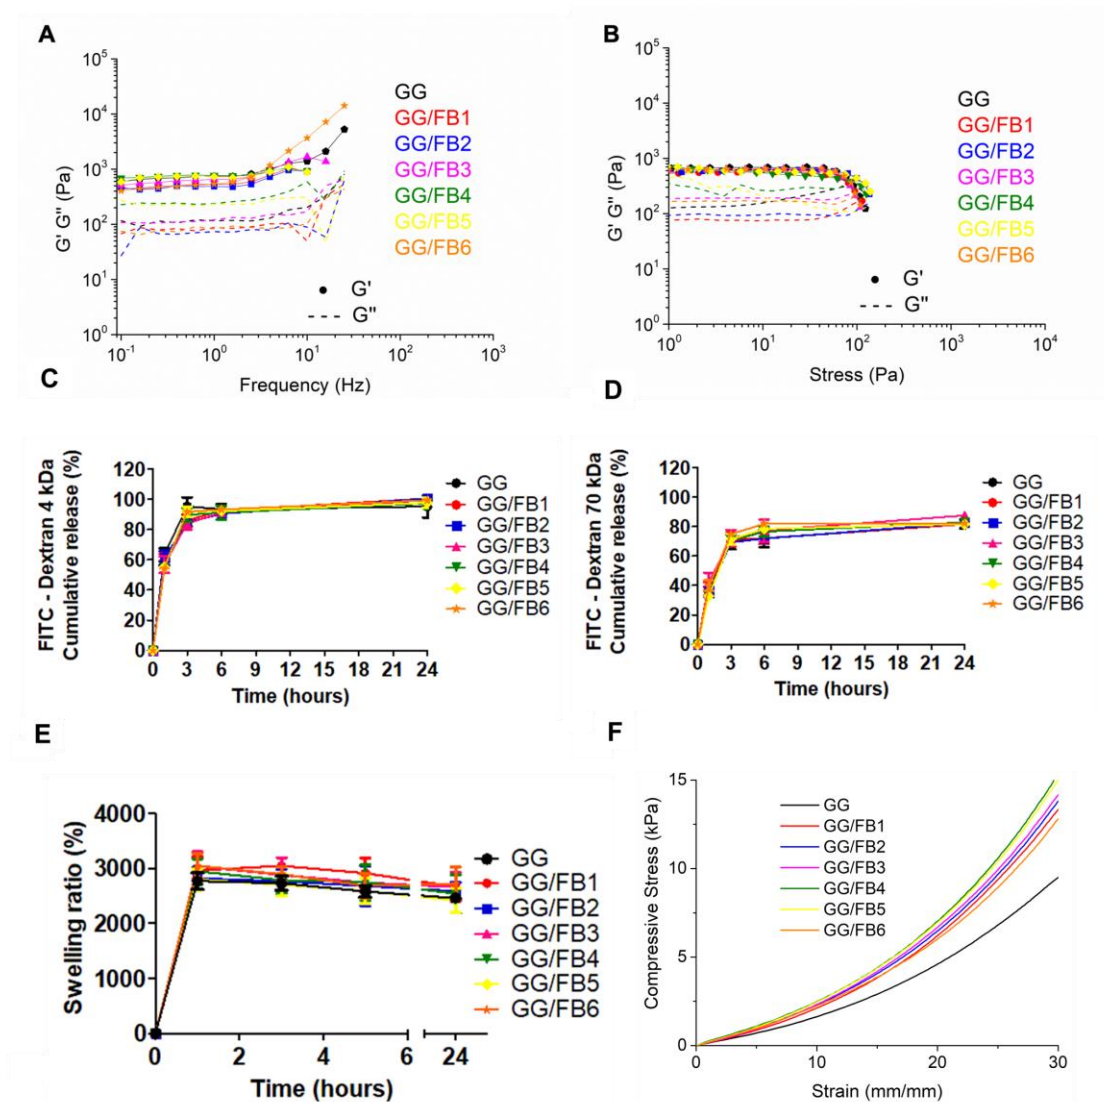 A
10⁵
10⁴
10³
10²
10¹
10⁰
G' G'' (Pa)
GG
GG/FB1
GG/FB2
GG/FB3
GG/FB4
GG/FB5
GG/FB6
G'
G''
10⁻¹ 10⁰ 10¹ 10² 10³
Frequency (Hz)
B
10⁵
10⁴
10³
10²
10¹
10⁰
G' G'' (Pa)
GG
GG/FB1
GG/FB2
GG/FB3
GG/FB4
GG/FB5
GG/FB6
G'
G''
10⁰ 10¹ 10² 10³ 10⁴
Stress (Pa)
C
FITC - Dextran 4 kDa
Cumulative release (%)
120
100
80
60
40
20
0
0 3 6 9 12 15 18 21 24
Time (hours)
GG
GG/FB1
GG/FB2
GG/FB3
GG/FB4
GG/FB5
GG/FB6
D
FITC - Dextran 70 kDa
Cumulative release (%)
120
100
80
60
40
20
0
0 3 6 9 12 15 18 21 24
Time (hours)
GG
GG/FB1
GG/FB2
GG/FB3
GG/FB4
GG/FB5
GG/FB6
E
Swelling ratio (%)
4000
3000
2000
1000
0
0 2 4 6 24
Time (hours)
GG
GG/FB1
GG/FB2
GG/FB3
GG/FB4
GG/FB5
GG/FB6
F
Compressive Stress (kPa)
15
10
5
0
0 10 20 30
Strain (mm/mm)
GG
GG/FB1
GG/FB2
GG/FB3
GG/FB4
GG/FB5
GG/FB6